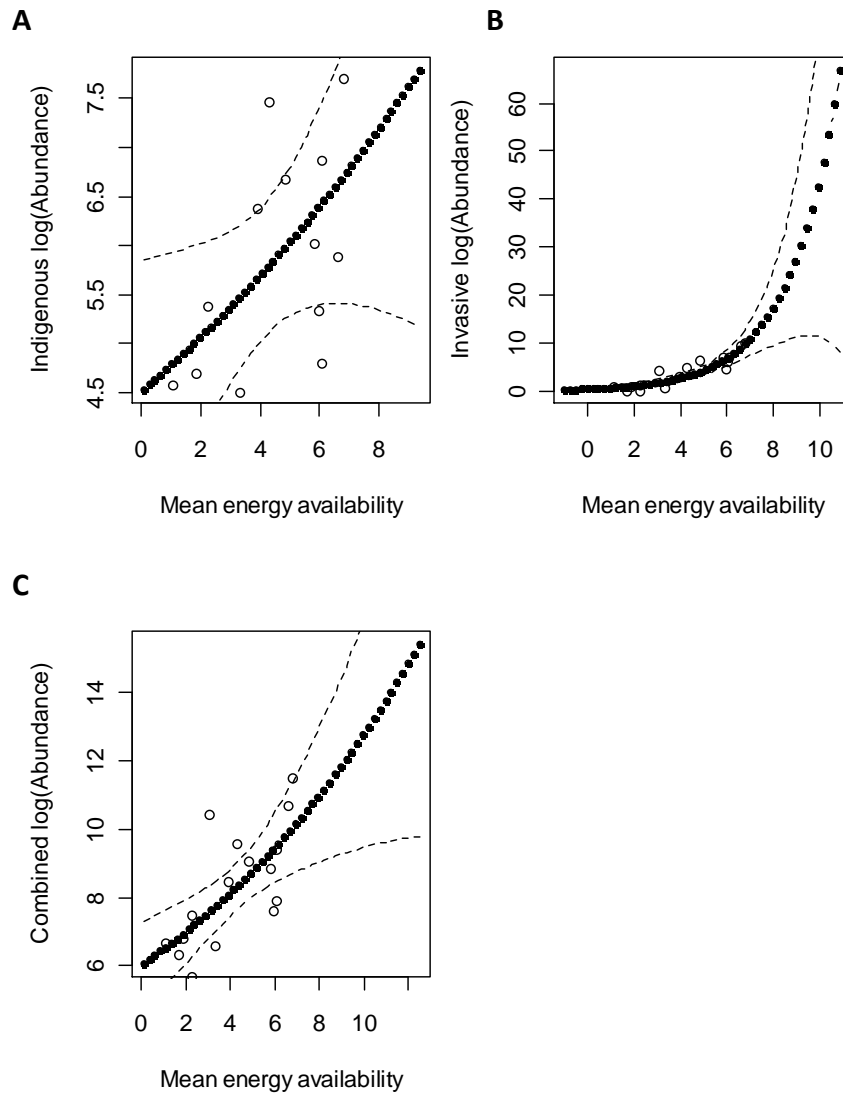 A
B
Indigenous log(Abundance)
7.5
6.5
5.5
4.5
0 2 4 6 8
Mean energy availability
Invasive log(Abundance)
60
50
40
30
20
10
0
0 2 4 6 8 10
Mean energy availability
C
Combined log(Abundance)
14
12
10
8
6
0 2 4 6 8 10
Mean energy availability